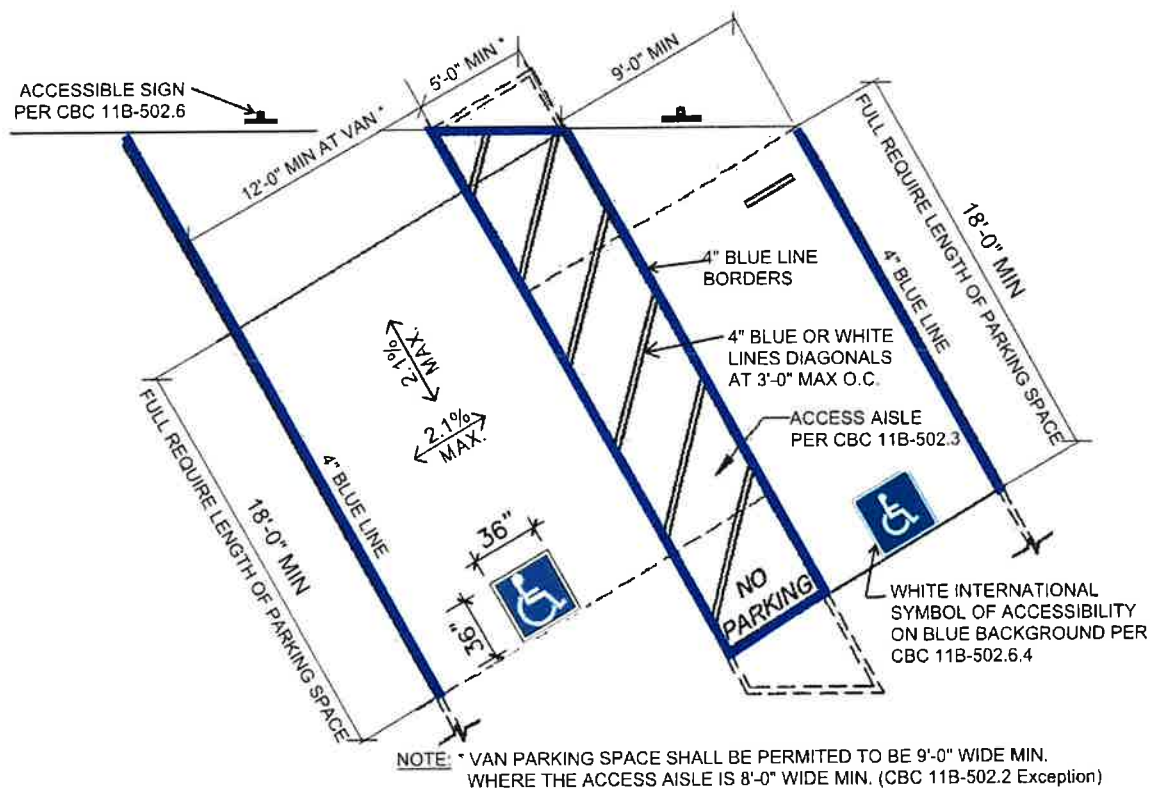 ACCESSIBLE SIGN
PER CBC 11B-502.6
12'-0" MIN AT VAN *
5'-0" MIN *
9'-0" MIN
FULL REQUIRE LENGTH OF PARKING SPACE
18'-0" MIN
4" BLUE LINE
4" BLUE LINE
BORDERS
4" BLUE OR WHITE
LINES DIAGONALS
AT 3'-0" MAX O.C.
ACCESS AISLE
PER CBC 11B-502.3
2.1%
MAX.
2.1%
MAX.
4" BLUE LINE
18'-0" MIN
FULL REQUIRE LENGTH OF PARKING SPACE
36"
36"
NO
PARKING
WHITE INTERNATIONAL
SYMBOL OF ACCESSIBILITY
ON BLUE BACKGROUND PER
CBC 11B-502.6.4
NOTE: * VAN PARKING SPACE SHALL BE PERMITED TO BE 9'-0" WIDE MIN.
WHERE THE ACCESS AISLE IS 8'-0" WIDE MIN. (CBC 11B-502.2 Exception)